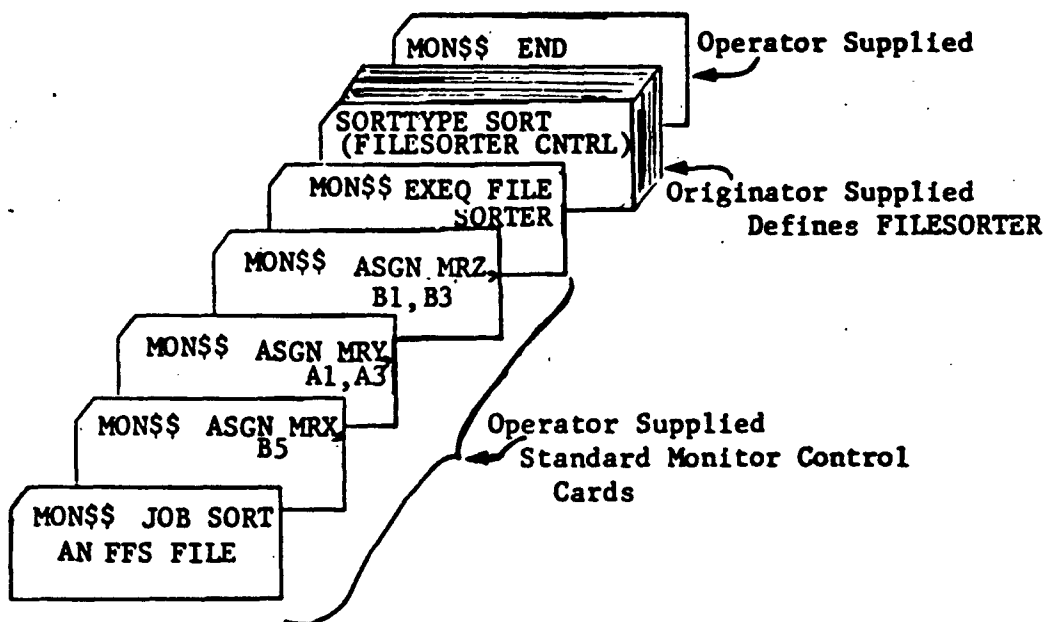 MON$$ END
Operator Supplied
SORTTYPE SORT
(FILESORTER CNTRL)
Originator Supplied
Defines FILESORTER
MON$$ EXEQ FILE
SORTER
MON$$ ASGN MRZ,
B1,B3
MON$$ ASGN MRY,
A1,A3
MON$$ ASGN MRX,
B5
Operator Supplied
Standard Monitor Control
Cards
MON$$ JOB SORT
AN FFS FILE